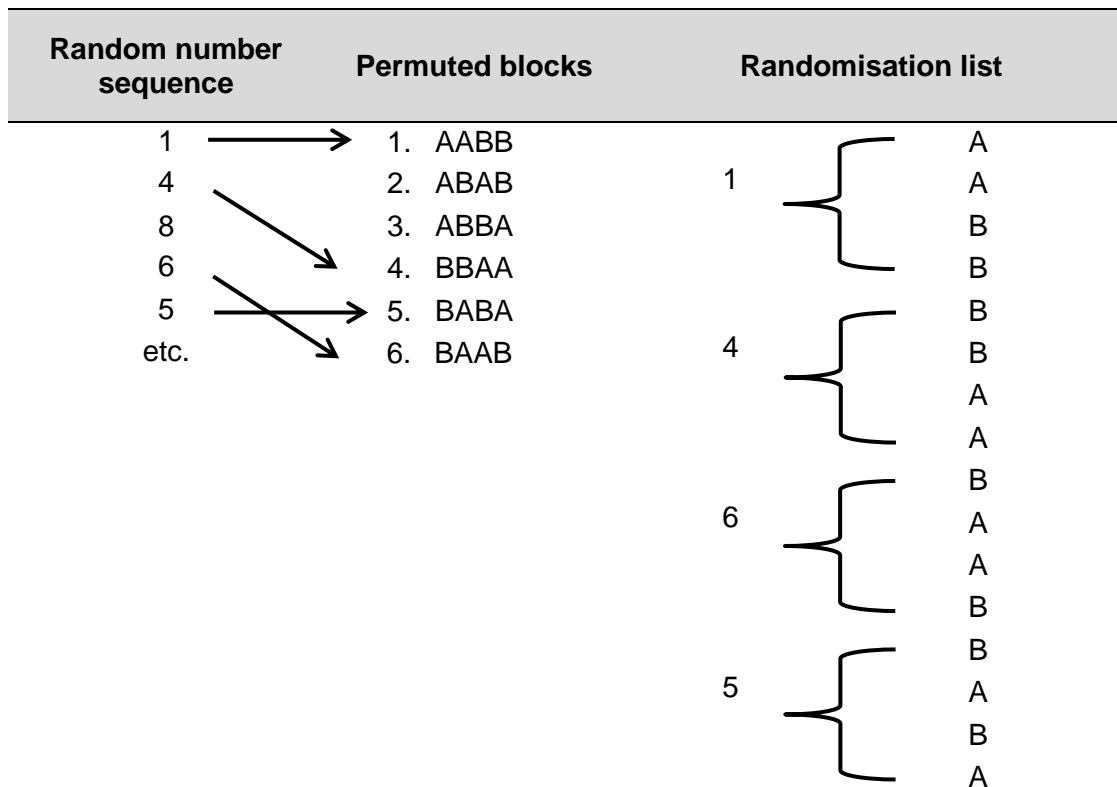 Random number sequence
Permuted blocks
Randomisation list
1
4
8
6
5
etc.
1. AABB
2. ABAB
3. ABBA
4. BBAA
5. BABA
6. BAAB
1
A
A
B
B
4
B
B
A
A
6
B
A
A
B
5
B
A
B
A